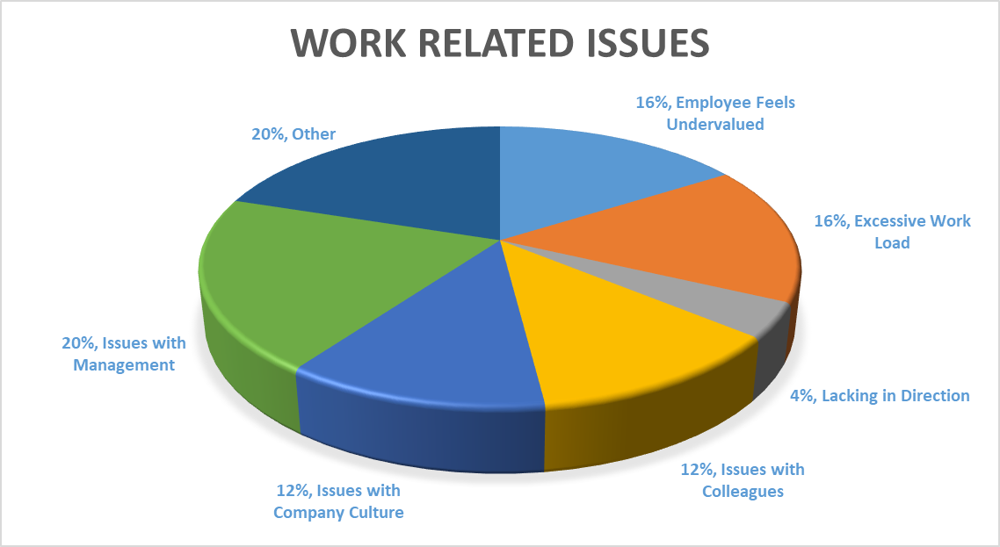 WORK RELATED ISSUES
16%, Employee Feels
Undervalued
20%, Other
16%, Excessive Work
Load
20%, Issues with
Management
4%, Lacking in Direction
12%, Issues with
Colleagues
12%, Issues with
Company Culture